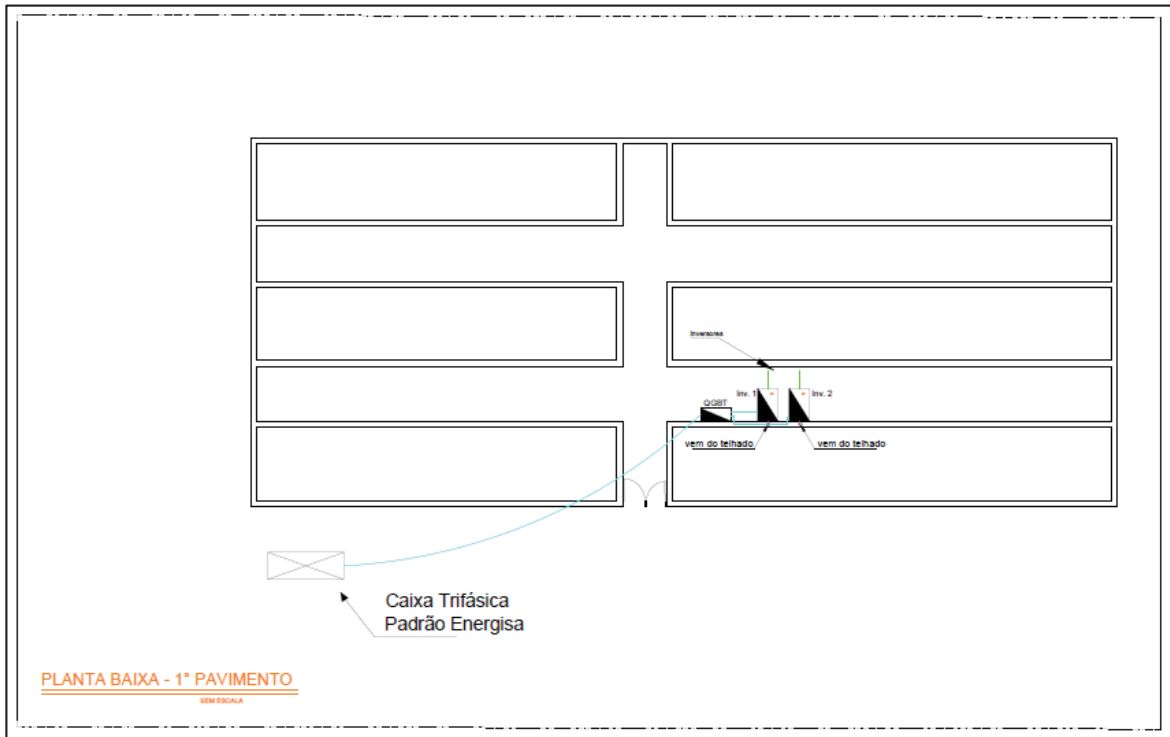 Inversores
Inv. 1
Inv. 2
QGBT
vem do telhado
vem do telhado
Caixa Trifásica
Padrão Energisa
PLANTA BAIXA - 1° PAVIMENTO
SEM ESCALA